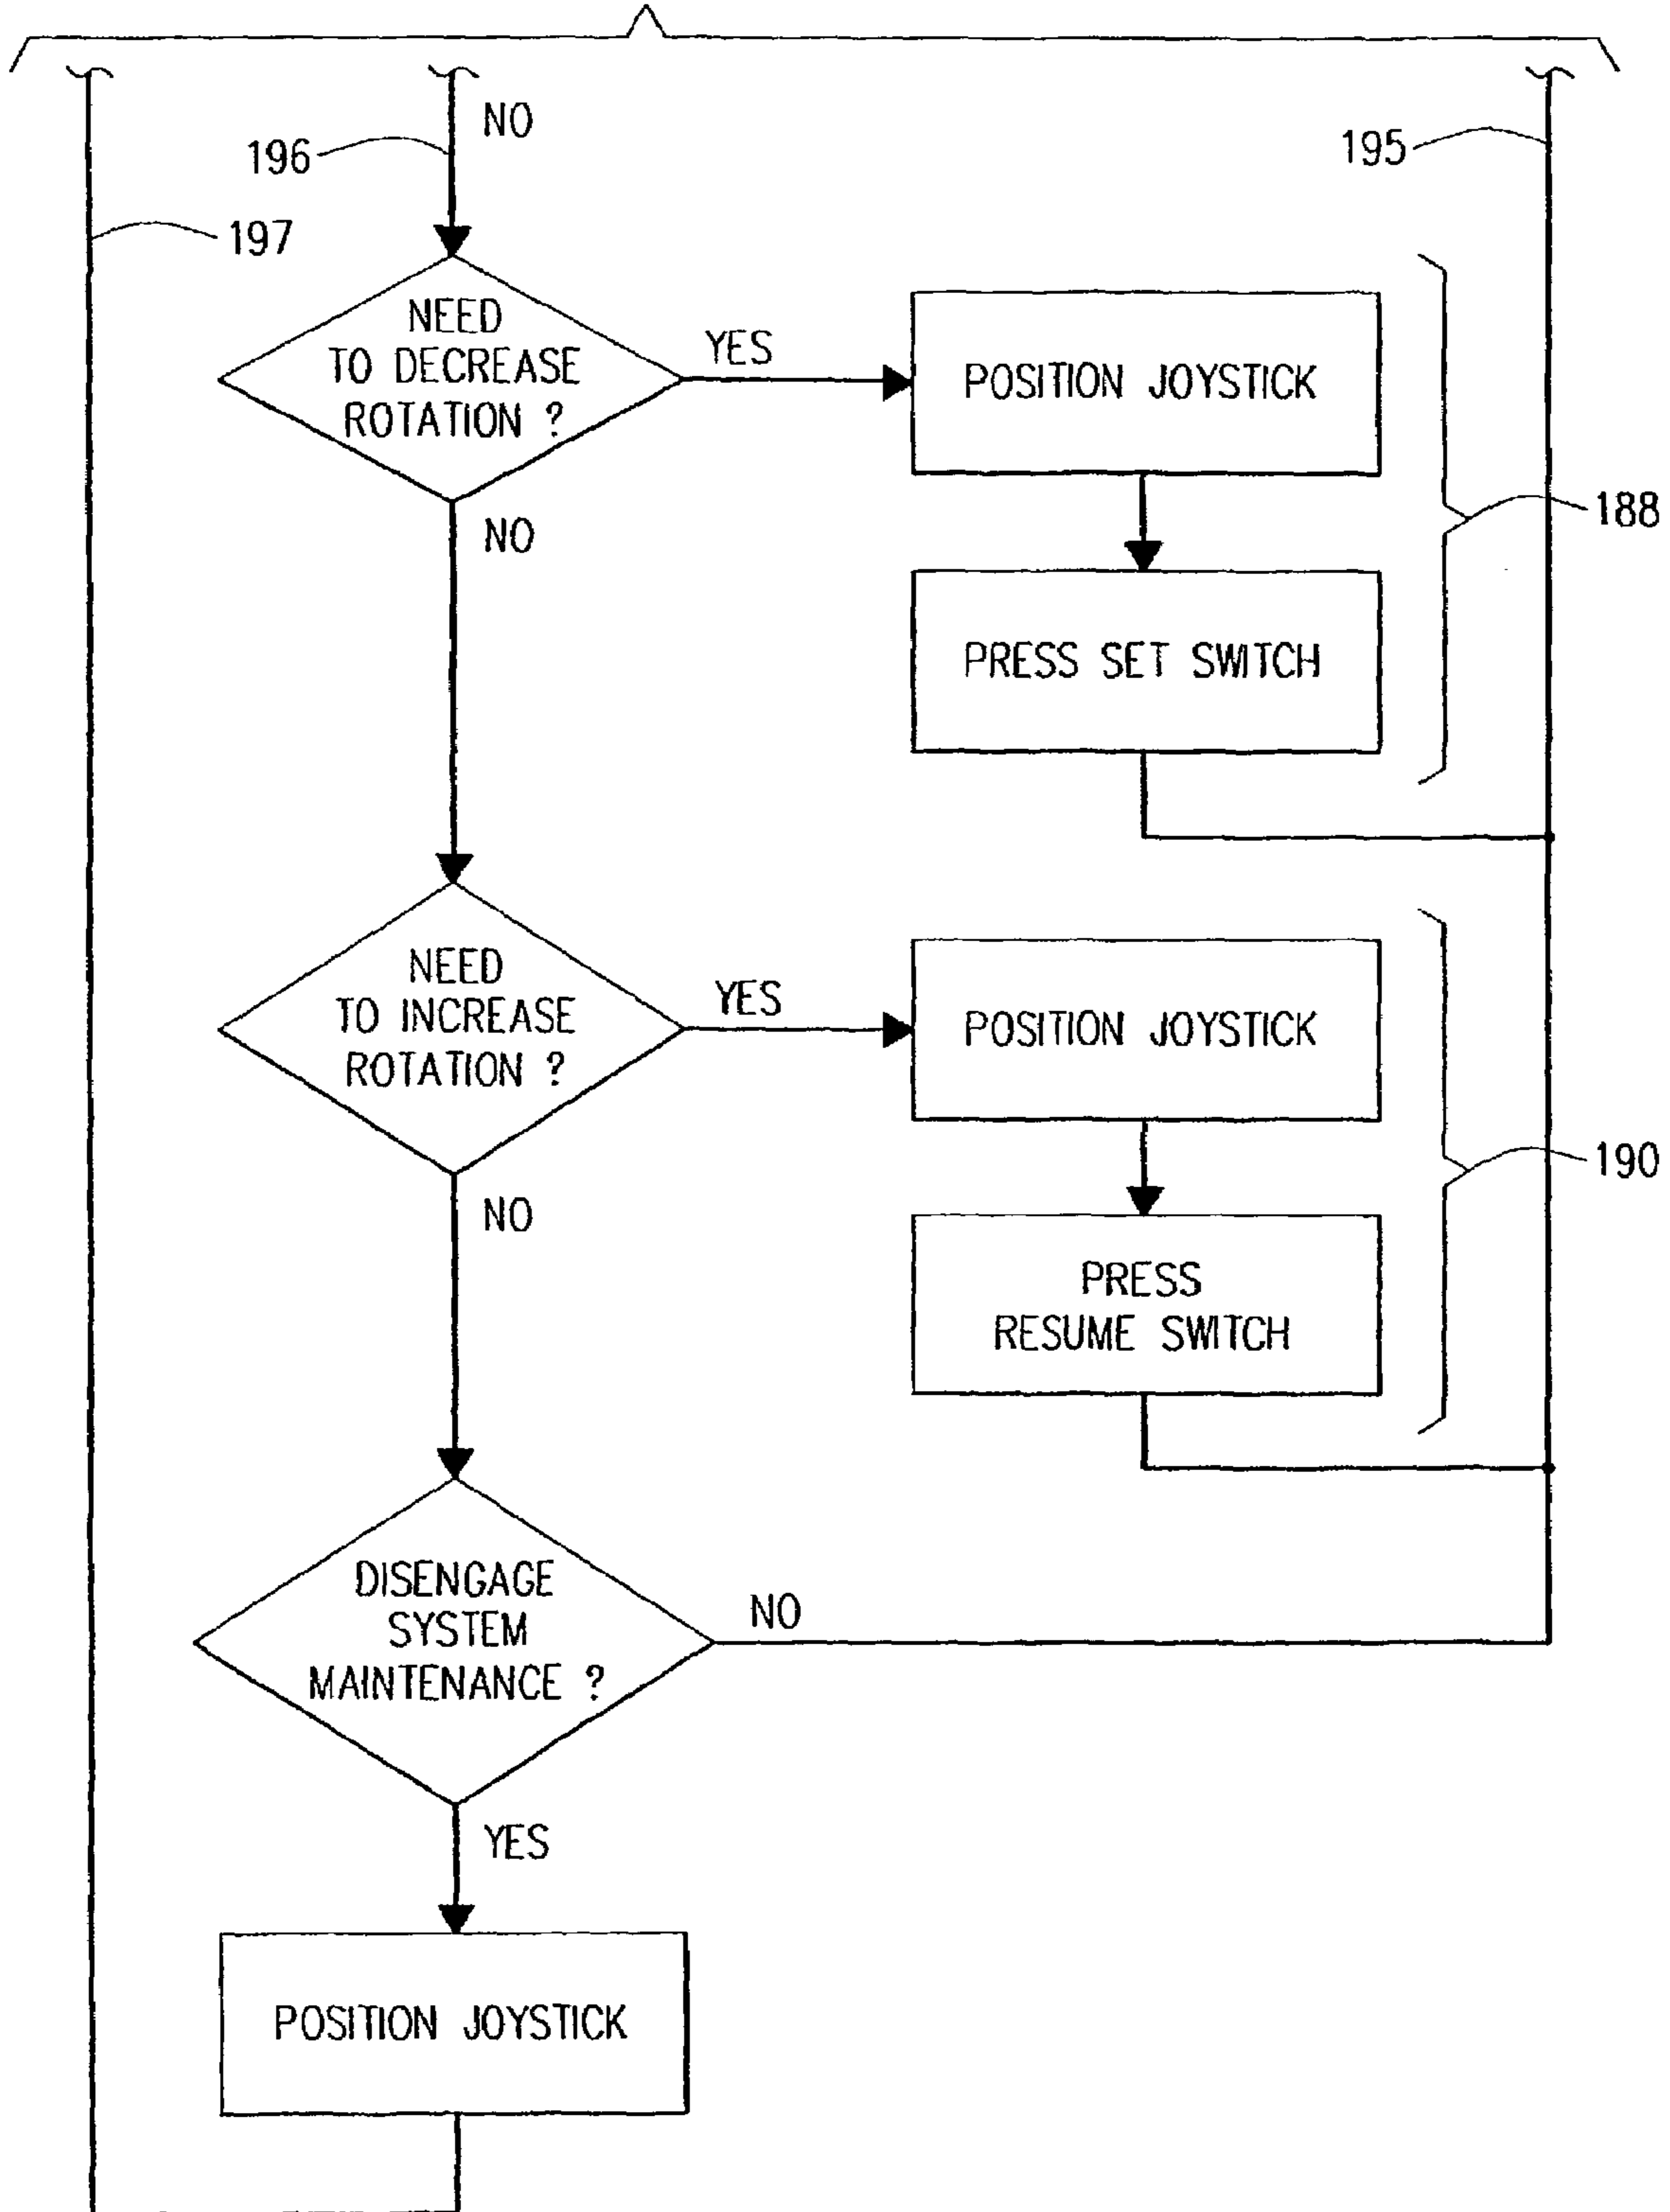 NO
196
195
197
NEED
TO DECREASE
ROTATION ?
YES
POSITION JOYSTICK
188
NO
PRESS SET SWITCH
NEED
TO INCREASE
ROTATION ?
YES
POSITION JOYSTICK
190
NO
PRESS
RESUME SWITCH
DISENGAGE
SYSTEM
MAINTENANCE ?
NO
YES
POSITION JOYSTICK